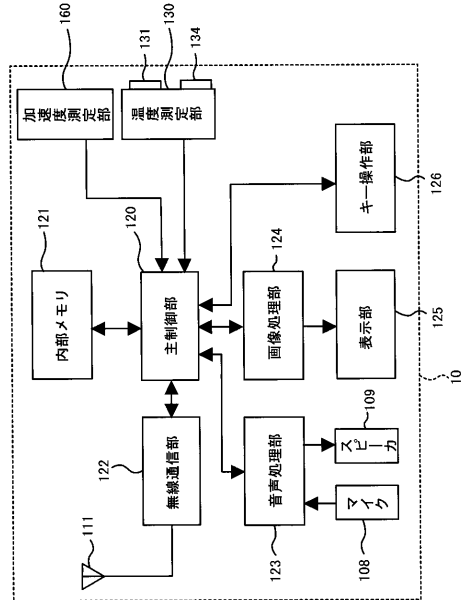 160
加速度測定部
131
温度測定部
130
134
121
内部メモリ
120
主制御部
キー操作部
126
111
無線通信部
122
124
画像処理部
音声処理部
123
表示部
125
109
スピーカ
マイク
108
10